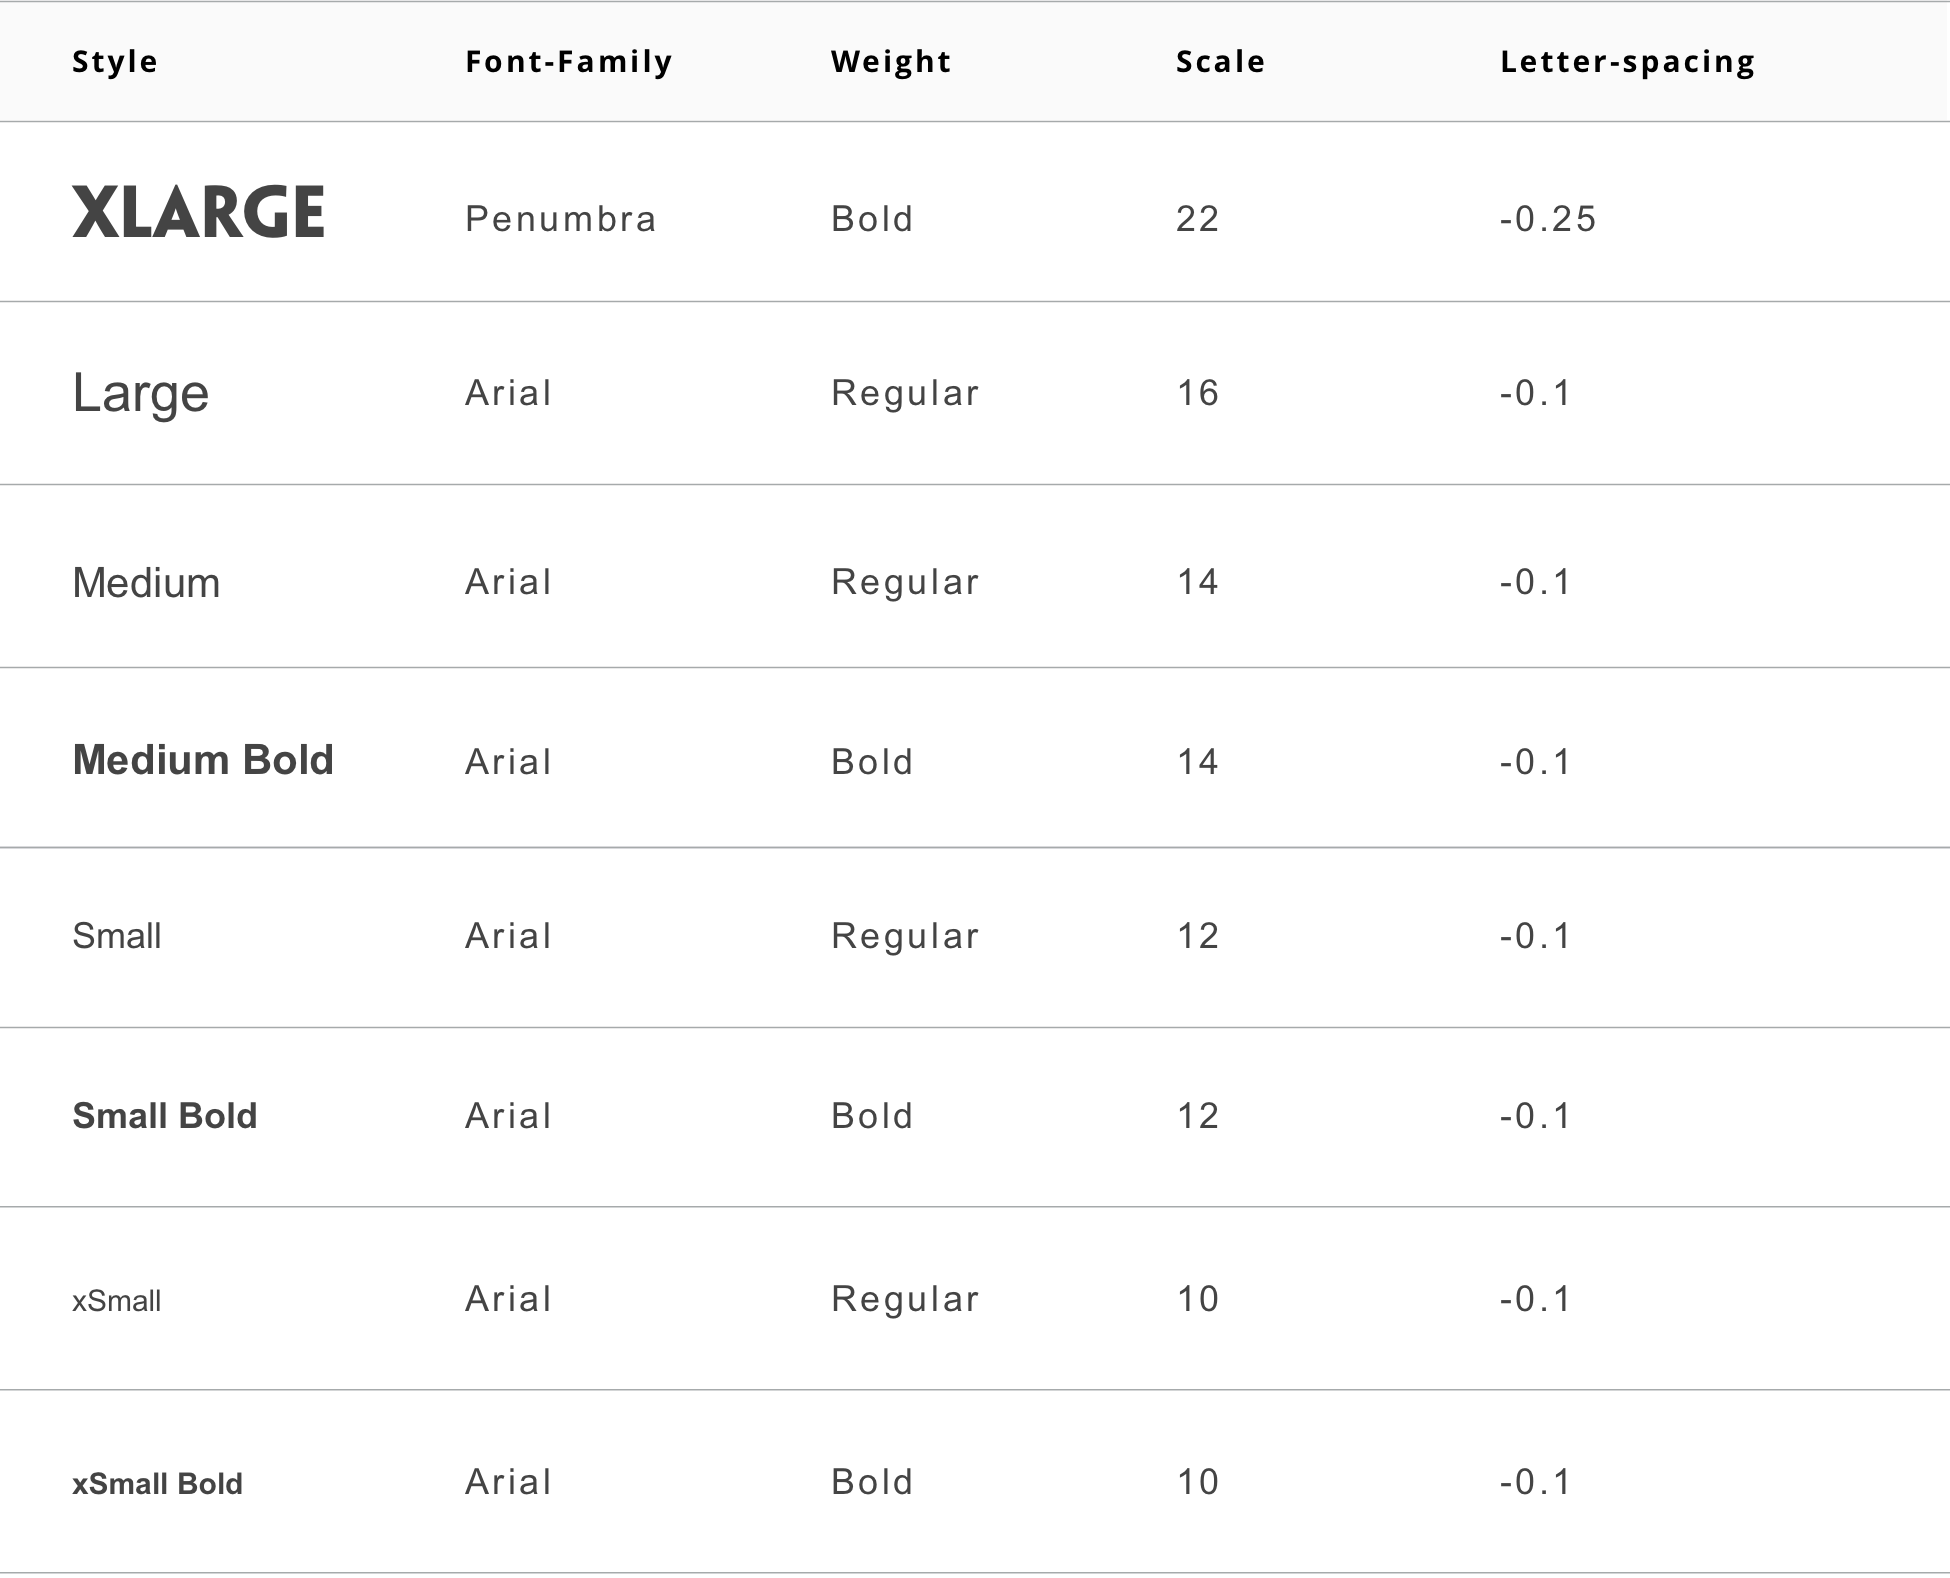 Style Font-Family Weight Scale Letter-spacing
XLARGE Penumbra Bold 22 -0.25
Large Arial Regular 16 -0.1
Medium Arial Regular 14 -0.1
Medium Bold Arial Bold 14 -0.1
Small Arial Regular 12 -0.1
Small Bold Arial Bold 12 -0.1
xSmall Arial Regular 10 -0.1
xSmall Bold Arial Bold 10 -0.1